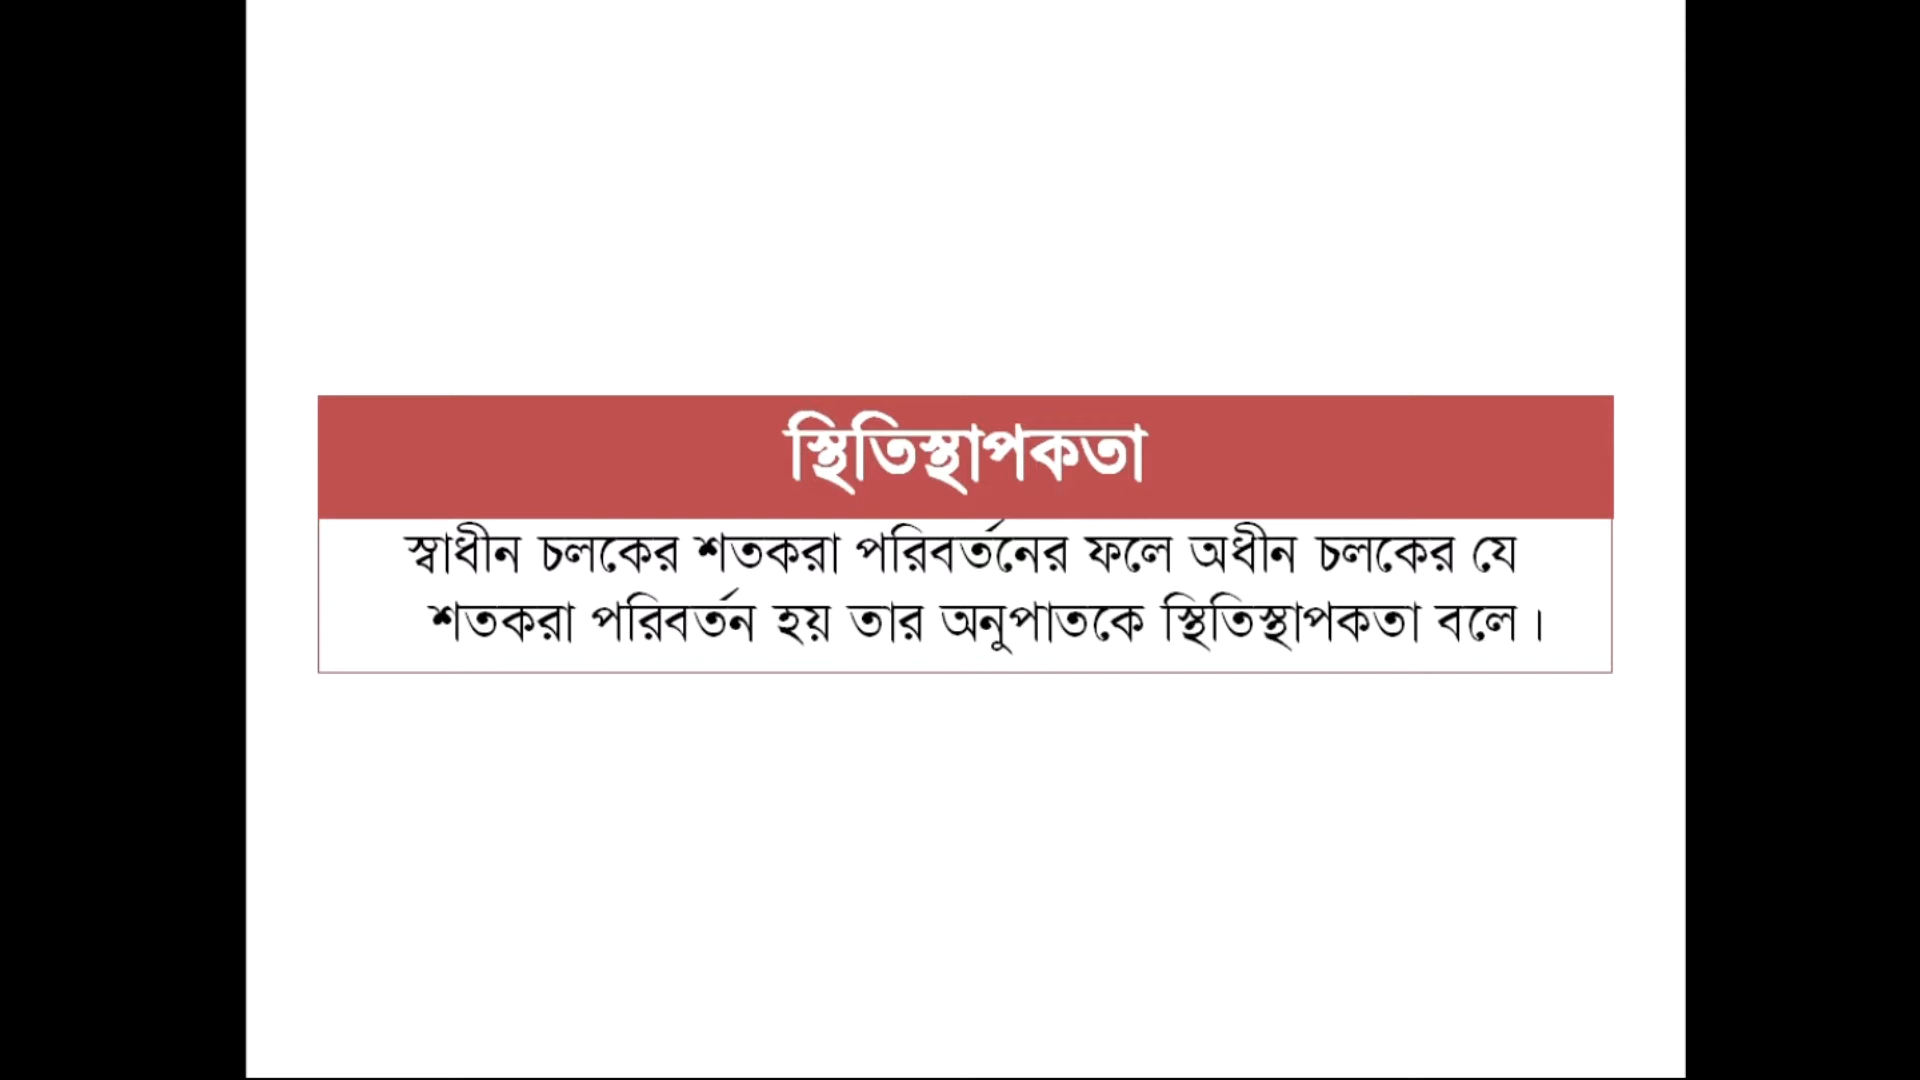 স্থিতিস্থাপকতা
স্বাধীন চলকের শতকরা পরিবর্তনের ফলে অধীন চলকের যে
শতকরা পরিবর্তন হয় তার অনুপাতকে স্থিতিস্থাপকতা বলে।